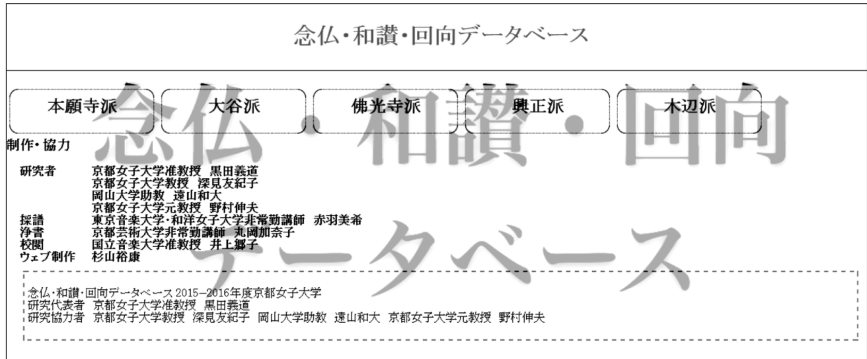 念仏・和讃・回向データベース
本願寺派 大谷派 佛光寺派 興正派 木辺派
念仏・和讃・回向
データベース
制作・協力
研究者 京都女子大学准教授 黒田義道
京都女子大学教授 深見友紀子
岡山大学助教 遠山和大
京都女子大学元教授 野村伸夫
採譜 東京音楽大学・和洋女子大学非常勤講師 赤羽美希
浄書 京都芸術大学非常勤講師 丸岡加奈子
校閲 国立音楽大学准教授 井上郷子
ウェブ制作 杉山裕康
念仏・和讃・回向データベース 2015-2016年度京都女子大学
研究代表者 京都女子大学准教授 黒田義道
研究協力者 京都女子大学教授 深見友紀子 岡山大学助教 遠山和大 京都女子大学元教授 野村伸夫